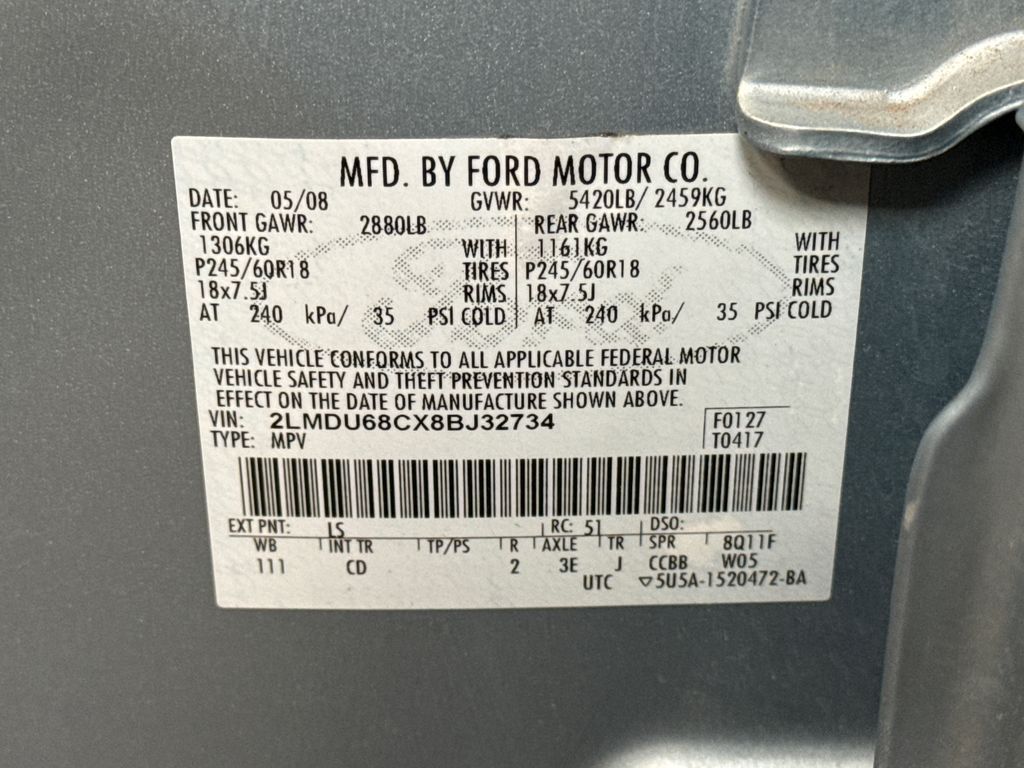 MFD. BY FORD MOTOR CO.
DATE: 05/08 GVWR: 5420LB/ 2459KG
FRONT GAWR: 2880LB REAR GAWR: 2560LB
1306KG WITH 1161KG WITH
P245/60R18 TIRES P245/60R18 TIRES
18x7.5J RIMS 18x7.5J RIMS
AT 240 kPa/ 35 PSI COLD AT 240 kPa/ 35 PSI COLD
THIS VEHICLE CONFORMS TO ALL APPLICABLE FEDERAL MOTOR
VEHICLE SAFETY AND THEFT PREVENTION STANDARDS IN
EFFECT ON THE DATE OF MANUFACTURE SHOWN ABOVE.
VIN: 2LMDU68CX8BJ32734 F0127
TYPE: MPV T0417
EXT PNT: LS RC: 51 DSO:
WB INT TR TP/PS R AXLE TR SPR 8Q11F
111 CD 2 3E J CCBB W05
UTC ▽5U5A-1520472-BA